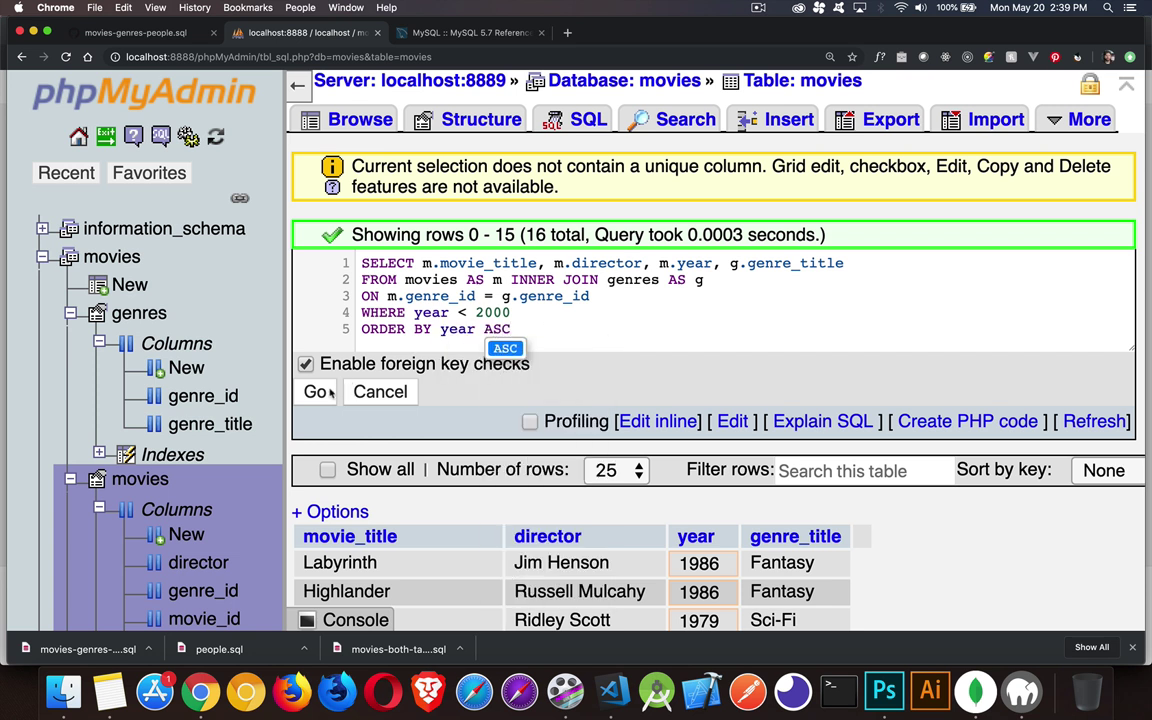 Chrome File Edit View History Bookmarks People Window Help 100% Mon May 20 2:39 PM
movies-genres-people.sql × localhost:8888 / localhost / mo × MySQL :: MySQL 5.7 Referenc × +
localhost:8888/phpMyAdmin/tbl_sql.php?db=movies&table=movies
phpMyAdmin
Recent Favorites
information_schema
movies
New
genres
Columns
New
genre_id
genre_title
Indexes
movies
Columns
New
director
genre_id
movie_id
Server: localhost:8889 » Database: movies » Table: movies
Browse Structure SQL Search Insert Export Import More
Current selection does not contain a unique column. Grid edit, checkbox, Edit, Copy and Delete
features are not available.
Showing rows 0 - 15 (16 total, Query took 0.0003 seconds.)
1 SELECT m.movie_title, m.director, m.year, g.genre_title
2 FROM movies AS m INNER JOIN genres AS g
3 ON m.genre_id = g.genre_id
4 WHERE year < 2000
5 ORDER BY year ASC
ASC
Enable foreign key checks
Go Cancel
Profiling [Edit inline] [ Edit ] [ Explain SQL ] [ Create PHP code ] [ Refresh]
Show all | Number of rows: 25 Filter rows: Search this table Sort by key: None
+ Options
movie_title director year genre_title
Labyrinth Jim Henson 1986 Fantasy
Highlander Russell Mulcahy 1986 Fantasy
Ridley Scott 1979 Sci-Fi
Console
movies-genres-....sql people.sql movies-both-ta....sql Show All ×
1 Ps Ai